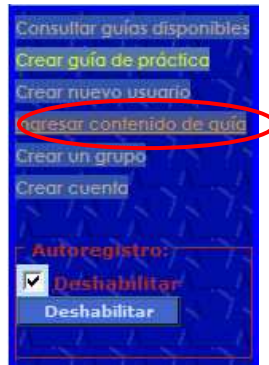 Consultar guías disponibles
Crear guía de práctica
Crear nuevo usuario
Ingresar contenido de guía
Crear un grupo
Crear cuenta
Autoregistro:
Deshabilitar
Deshabilitar